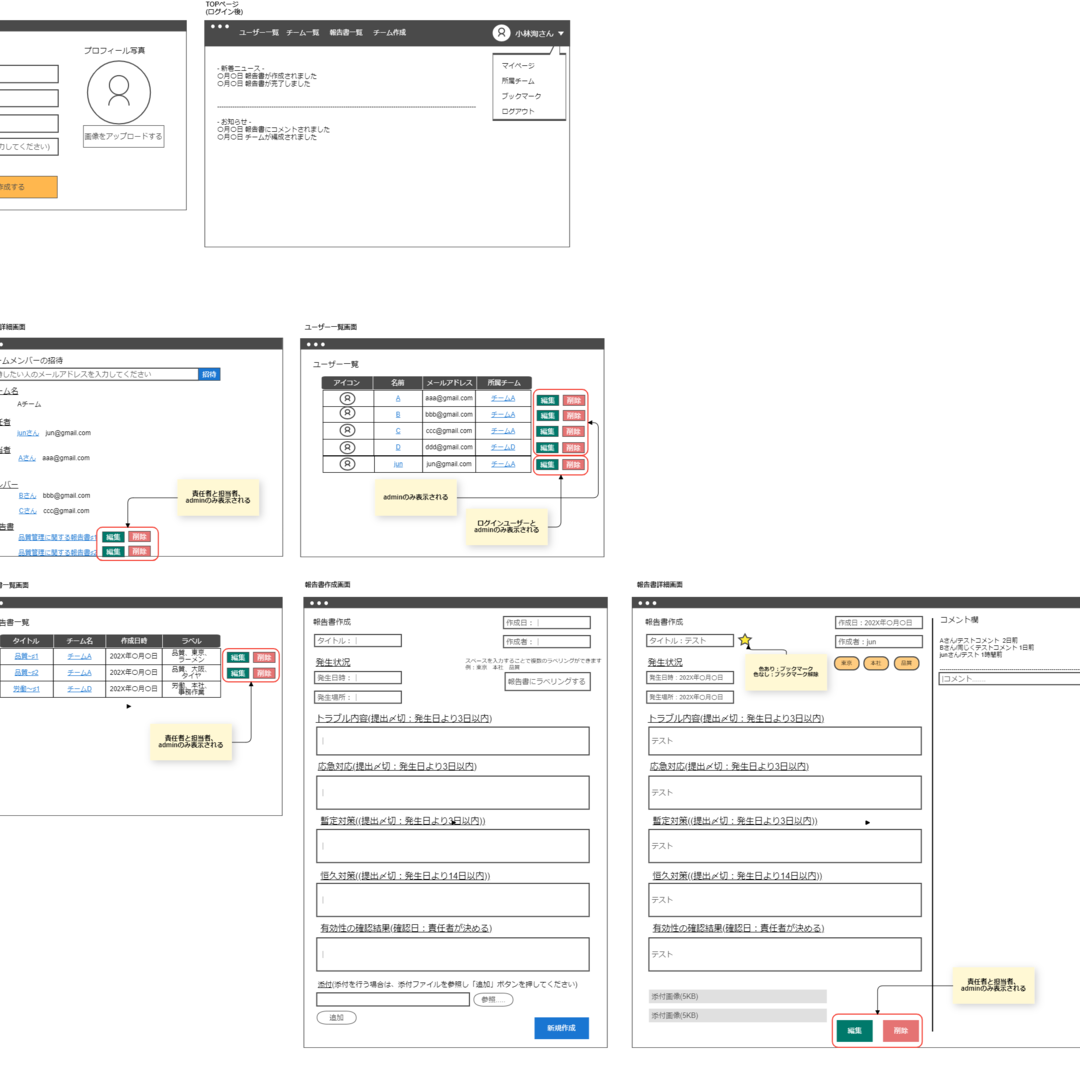 プロフィール写真
画像をアップロードする
力してください)
作成する
TOPページ
(ログイン後)
ユーザー一覧 チーム一覧 報告書一覧 チーム作成
小林洵さん
マイページ
所属チーム
ブックマーク
ログアウト
- 新着ニュース -
〇月〇日 報告書が作成されました
〇月〇日 報告書が完了しました
- お知らせ -
〇月〇日 報告書にコメントされました
〇月〇日 チームが編成されました
詳細画面
ームメンバーの招待
待したい人のメールアドレスを入力してください 招待
ーム名
Aチーム
任者
junさん jun@gmail.com
当者
Aさん aaa@gmail.com
ンバー
Bさん bbb@gmail.com
Cさん ccc@gmail.com
告書
品質管理に関する報告書s1 編集 削除
品質管理に関する報告書s2 編集 削除
責任者と担当者、
adminのみ表示される
ユーザー一覧画面
ユーザー一覧
アイコン 名前 メールアドレス 所属チーム
A aaa@gmail.com チームA 編集 削除
B bbb@gmail.com チームA 編集 削除
C ccc@gmail.com チームA 編集 削除
D ddd@gmail.com チームD 編集 削除
jun jun@gmail.com チームA 編集 削除
adminのみ表示される
ログインユーザーと
adminのみ表示される
書一覧画面
告書一覧
タイトル チーム名 作成日時 ラベル
品質-s1 チームA 202X年〇月〇日 品質、東京、
ラーメン 編集 削除
品質-s2 チームA 202X年〇月〇日 品質、大阪、
タイヤ 編集 削除
労働〜s1 チームD 202X年〇月〇日 労働、本社、
事務作業
責任者と担当者、
adminのみ表示される
報告書作成画面
報告書作成
作成日：
タイトル：
作成者：
発生状況
スペースを入力することで複数のラベリングができます
例：東京 本社 品質
発生日時：
報告書にラベリングする
発生場所：
トラブル内容(提出〆切：発生日より3日以内)
応急対応(提出〆切：発生日より3日以内)
暫定対策((提出〆切：発生日より3日以内))
恒久対策((提出〆切：発生日より14日以内))
有効性の確認結果(確認日：責任者が決める)
添付(添付を行う場合は、添付ファイルを参照し「追加」ボタンを押してください)
参照....
追加
新規作成
報告書詳細画面
報告書作成
作成日：202X年〇月〇日
タイトル：テスト
作成者：jun
発生状況
東京 本社 品質
発生日時：202X年〇月〇日
色あり：ブックマーク
色なし：ブックマーク解除
発生場所：202X年〇月〇日
トラブル内容(提出〆切：発生日より3日以内)
テスト
応急対応(提出〆切：発生日より3日以内)
テスト
暫定対策((提出〆切：発生日より3日以内))
テスト
恒久対策((提出〆切：発生日より14日以内))
テスト
有効性の確認結果(確認日：責任者が決める)
テスト
添付画像(5KB)
添付画像(5KB)
編集 削除
責任者と担当者、
adminのみ表示される
コメント欄
Aさん/テストコメント 2日前
Bさん/同じくテストコメント 1日前
junさん/テスト 1時間前
コメント......